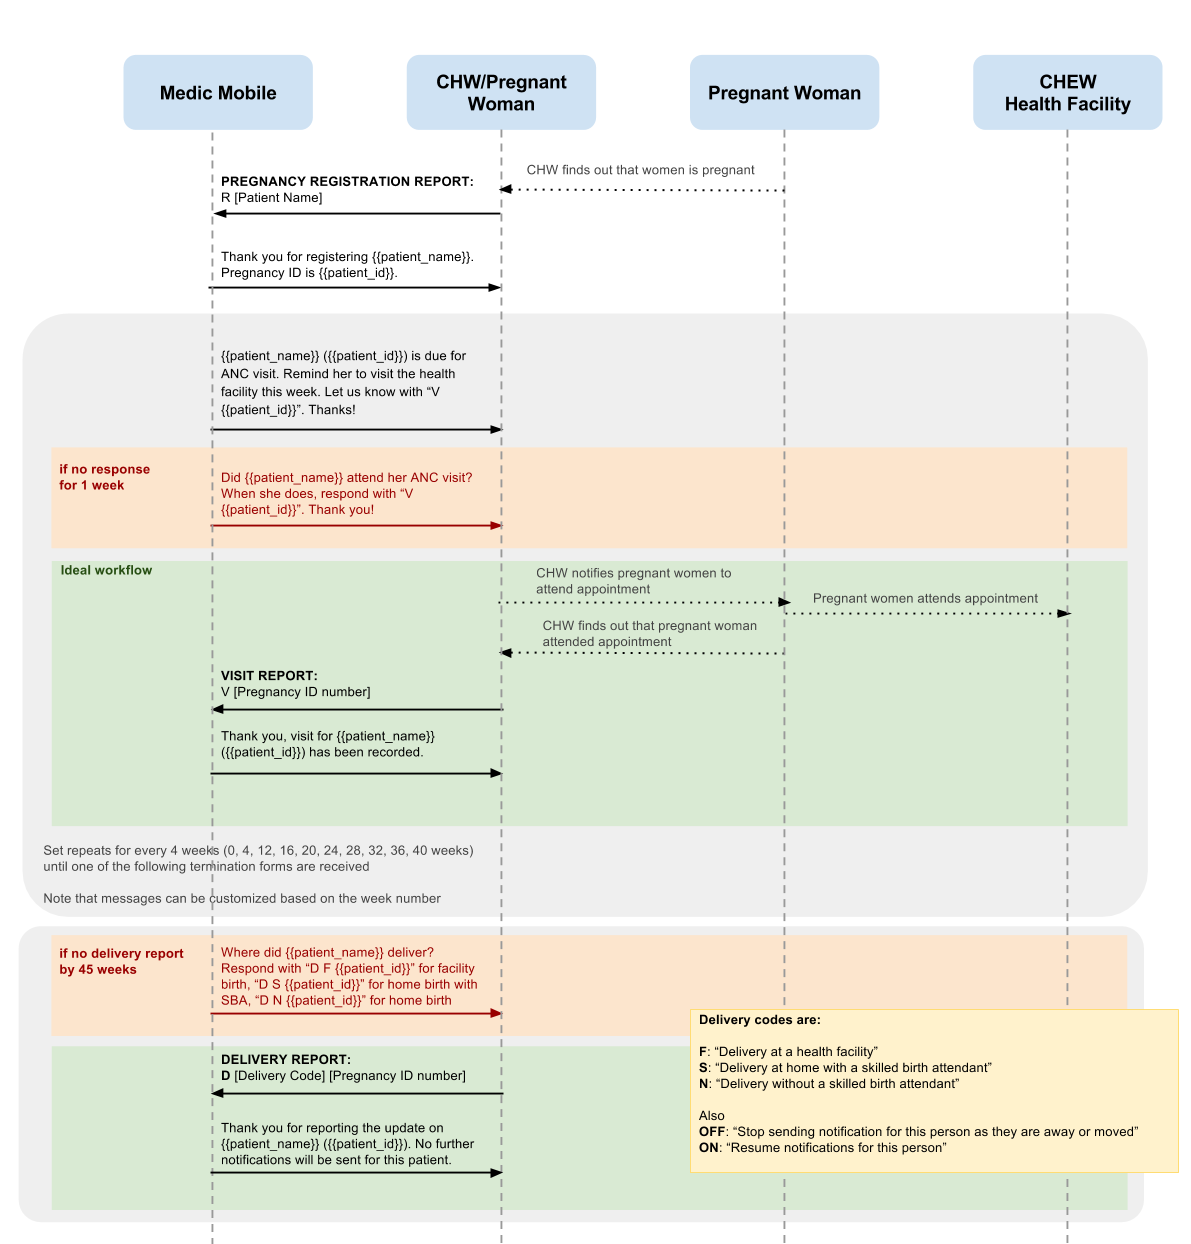 Medic Mobile
CHW/Pregnant
Woman
Pregnant Woman
CHEW
Health Facility
CHW finds out that women is pregnant
PREGNANCY REGISTRATION REPORT:
R [Patient Name]
Thank you for registering {{patient_name}}.
Pregnancy ID is {{patient_id}}.
{{patient_name}} ({{patient_id}}) is due for
ANC visit. Remind her to visit the health
facility this week. Let us know with “V
{{patient_id}}”. Thanks!
if no response
for 1 week
Did {{patient_name}} attend her ANC visit?
When she does, respond with “V
{{patient_id}}”. Thank you!
Ideal workflow
CHW notifies pregnant women to
attend appointment
Pregnant women attends appointment
CHW finds out that pregnant woman
attended appointment
VISIT REPORT:
V [Pregnancy ID number]
Thank you, visit for {{patient_name}}
({{patient_id}}) has been recorded.
Set repeats for every 4 weeks (0, 4, 12, 16, 20, 24, 28, 32, 36, 40 weeks)
until one of the following termination forms are received
Note that messages can be customized based on the week number
if no delivery report
by 45 weeks
Where did {{patient_name}} deliver?
Respond with “D F {{patient_id}}” for facility
birth, “D S {{patient_id}}” for home birth with
SBA, “D N {{patient_id}}” for home birth
DELIVERY REPORT:
D [Delivery Code] [Pregnancy ID number]
Thank you for reporting the update on
{{patient_name}} ({{patient_id}}). No further
notifications will be sent for this patient.
Delivery codes are:
F: “Delivery at a health facility”
S: “Delivery at home with a skilled birth attendant”
N: “Delivery without a skilled birth attendant”
Also
OFF: “Stop sending notification for this person as they are away or moved”
ON: “Resume notifications for this person”